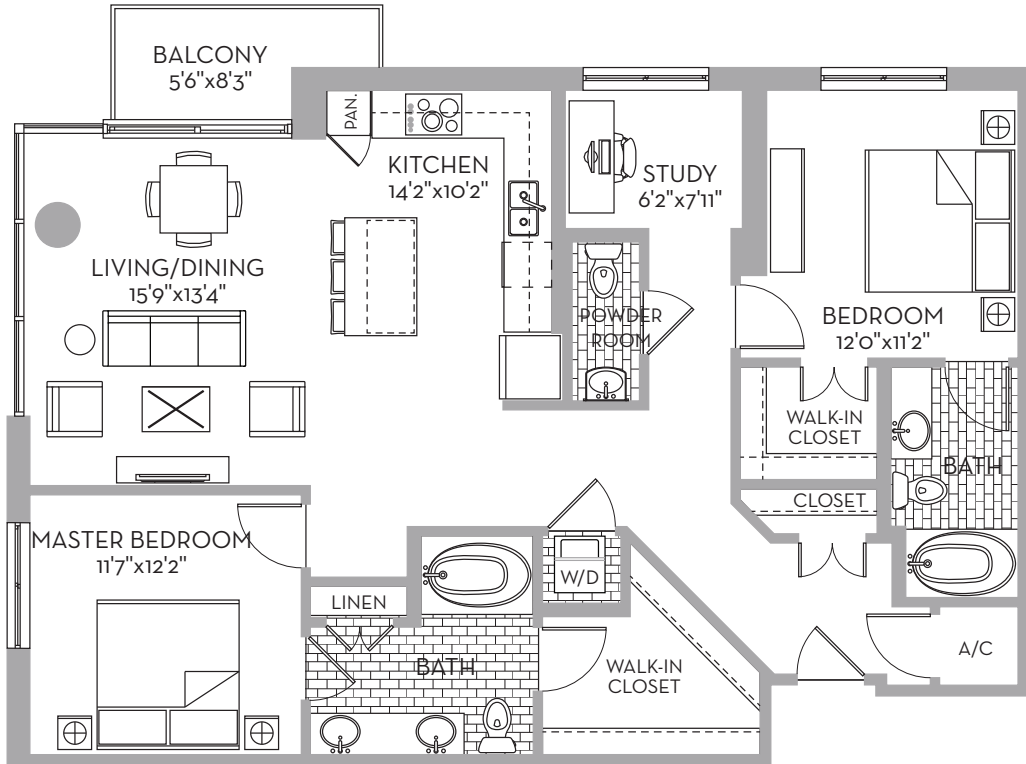 BALCONY
5'6"x8'3"
PAN.
KITCHEN
14'2"x10'2"
STUDY
6'2"x7'11"
LIVING/DINING
15'9"x13'4"
POWDER
ROOM
BEDROOM
12'0"x11'2"
WALK-IN
CLOSET
BATH
CLOSET
MASTER BEDROOM
11'7"x12'2"
W/D
LINEN
BATH
WALK-IN
CLOSET
A/C